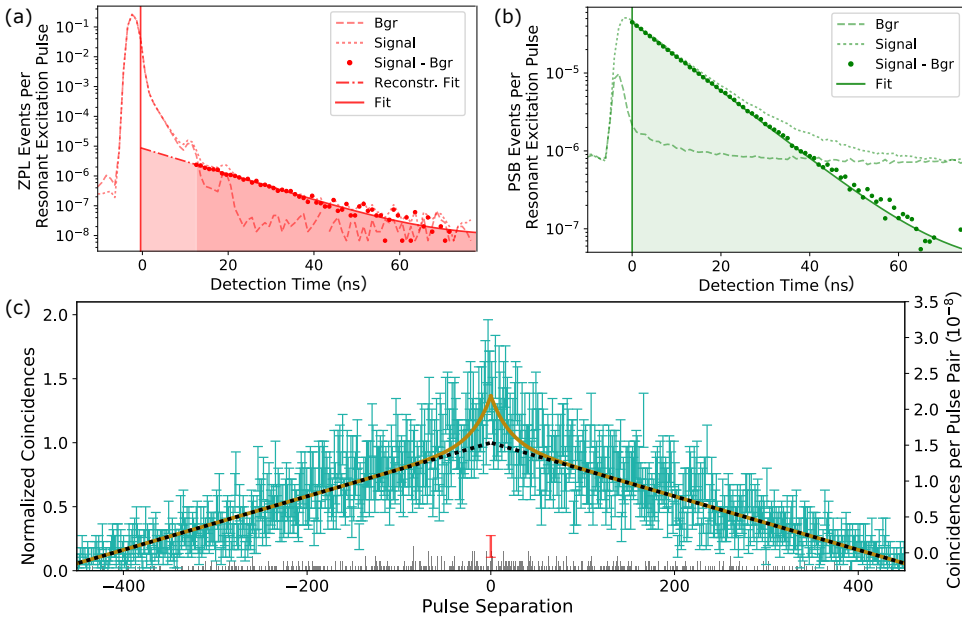 (a)
ZPI Events Per
Resonant Excitation Pulse
10⁻¹
10⁻²
10⁻³
10⁻⁴
10⁻⁵
10⁻⁶
10⁻⁷
10⁻⁸
Bgr
Signal
Signal - Bgr
Reconstr. Fit
Fit
0 20 40 60
Detection Time (ns)
(b)
PSB Events Per
Resonant Excitation Pulse
10⁻⁵
10⁻⁶
10⁻⁷
Bgr
Signal
Signal - Bgr
Fit
0 20 40 60
Detection Time (ns)
(c)
Normalized Coincidences
2.0
1.5
1.0
0.5
0.0
−400 −200 0 200 400
Pulse Separation
3.5
3.0
2.5
2.0
1.5
1.0
0.5
0.0
Coincidences per Pulse Pair (10⁻⁸)